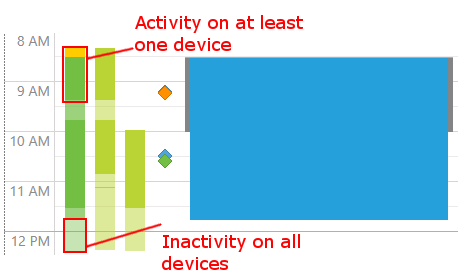 Activity on at least
one device
8 AM
9 AM
10 AM
11 AM
12 PM
Inactivity on all
devices